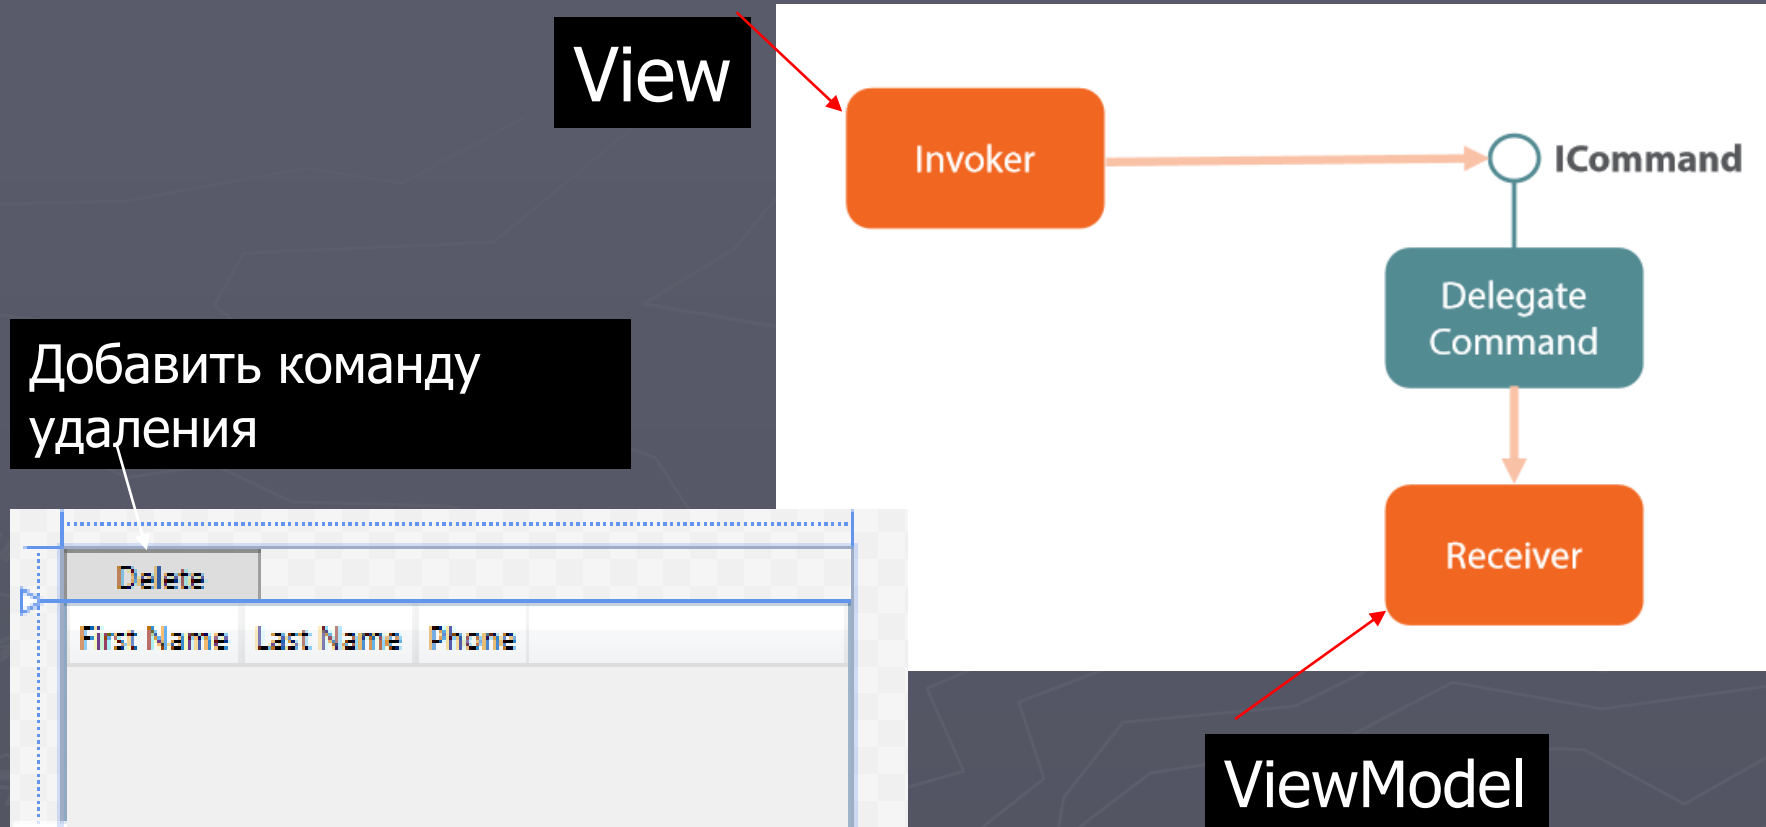 View
Invoker
ICommand
Delegate
Command
Receiver
ViewModel
Добавить команду
удаления
Delete
First Name Last Name Phone